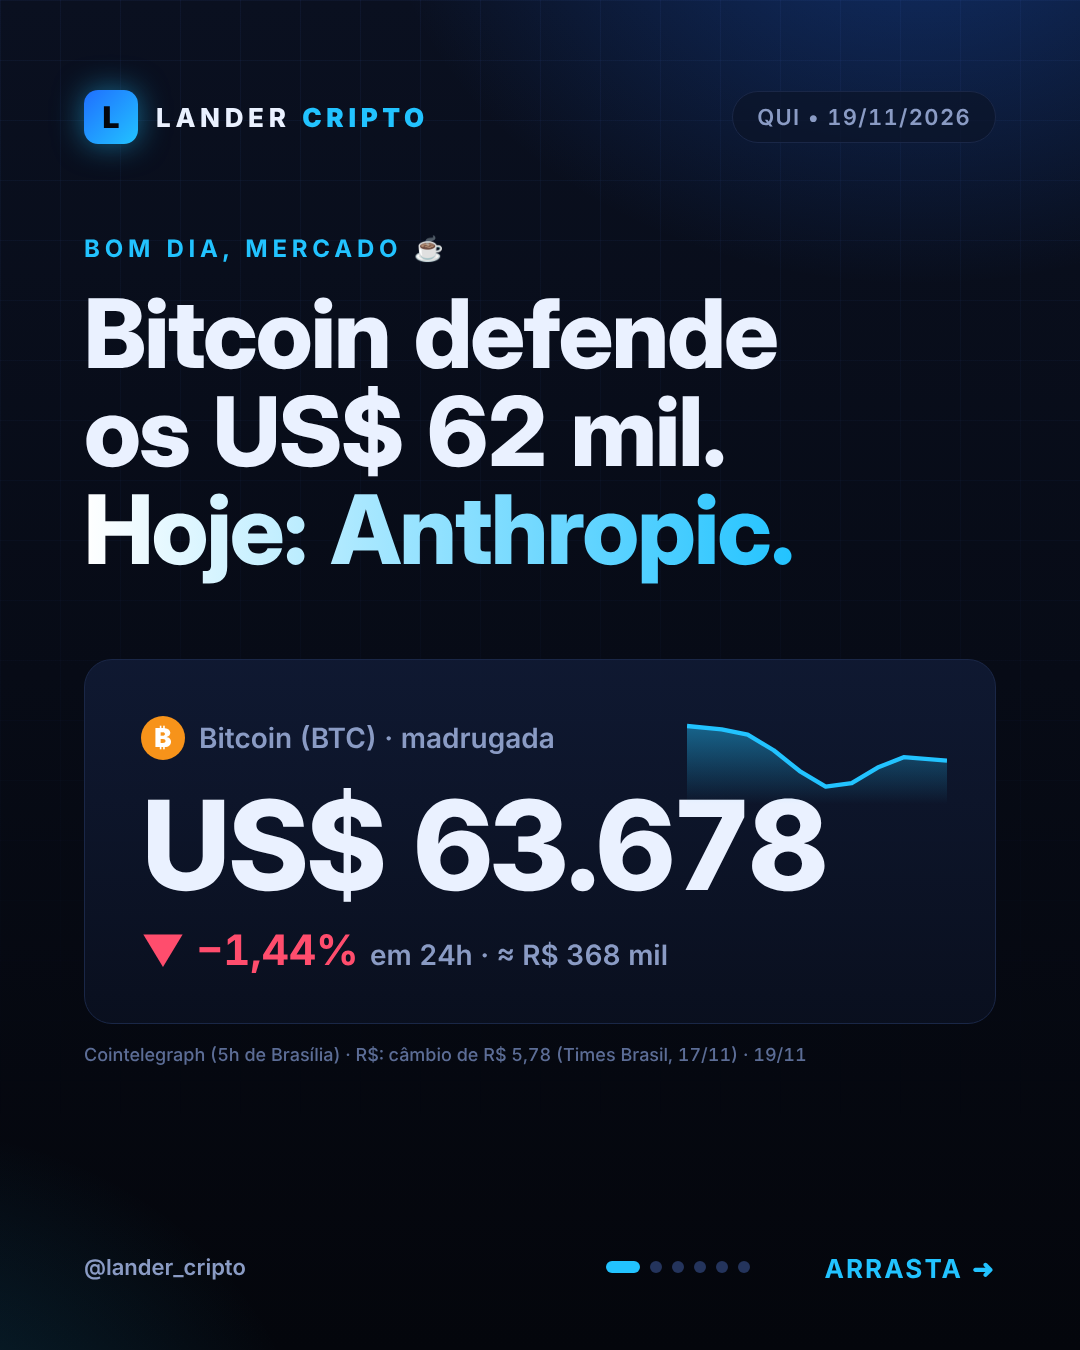 L LANDER CRIPTO
QUI • 19/11/2026
BOM DIA, MERCADO ☕
Bitcoin defende
os US$ 62 mil.
Hoje: Anthropic.
₿ Bitcoin (BTC) · madrugada
US$ 63.678
▼ −1,44% em 24h · ≈ R$ 368 mil
Cointelegraph (5h de Brasília) · R$: câmbio de R$ 5,78 (Times Brasil, 17/11) · 19/11
@lander_cripto
ARRASTA ➜